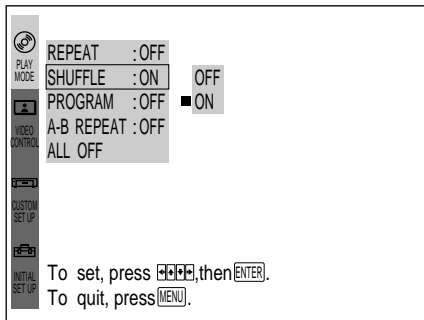 PLAY
MODE
VIDEO
CONTROL
CUSTOM
SET UP
INITIAL
SET UP
REPEAT :OFF
SHUFFLE :ON
PROGRAM :OFF
A-B REPEAT :OFF
ALL OFF
OFF
ON
To set, press ,then ENTER.
To quit, press MENU.